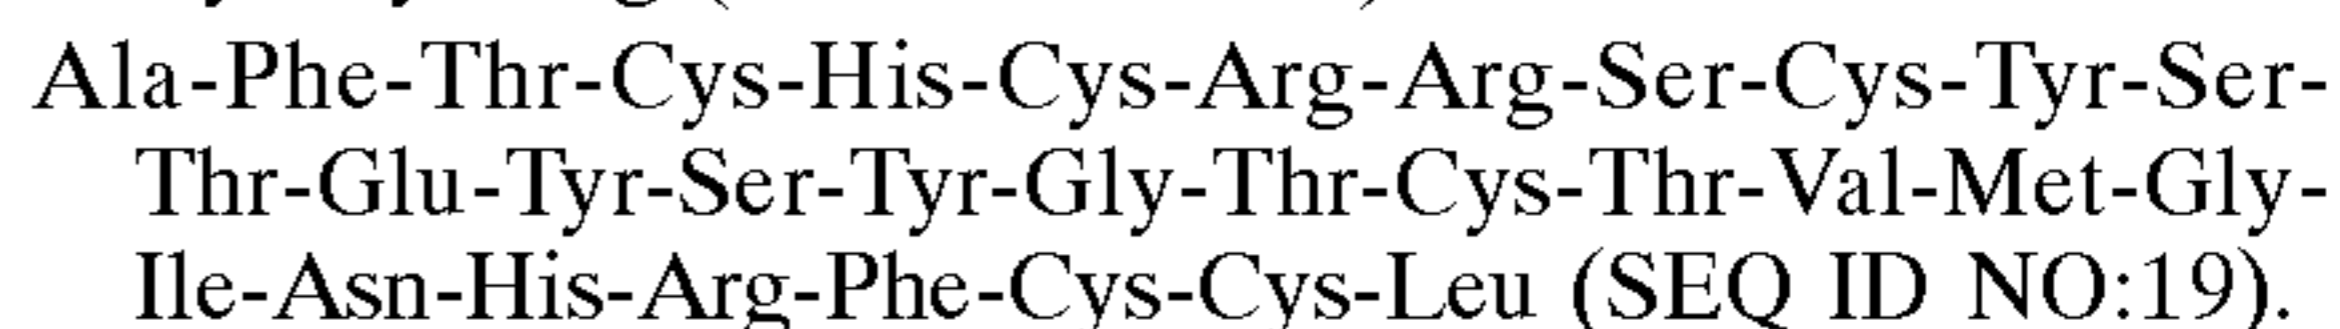 Ala-Phe-Thr-Cys-His-Cys-Arg-Arg-Ser-Cys-Tyr-Ser-
Thr-Glu-Tyr-Ser-Tyr-Gly-Thr-Cys-Thr-Val-Met-Gly-
Ile-Asn-His-Arg-Phe-Cys-Cys-Leu (SEQ ID NO:19).